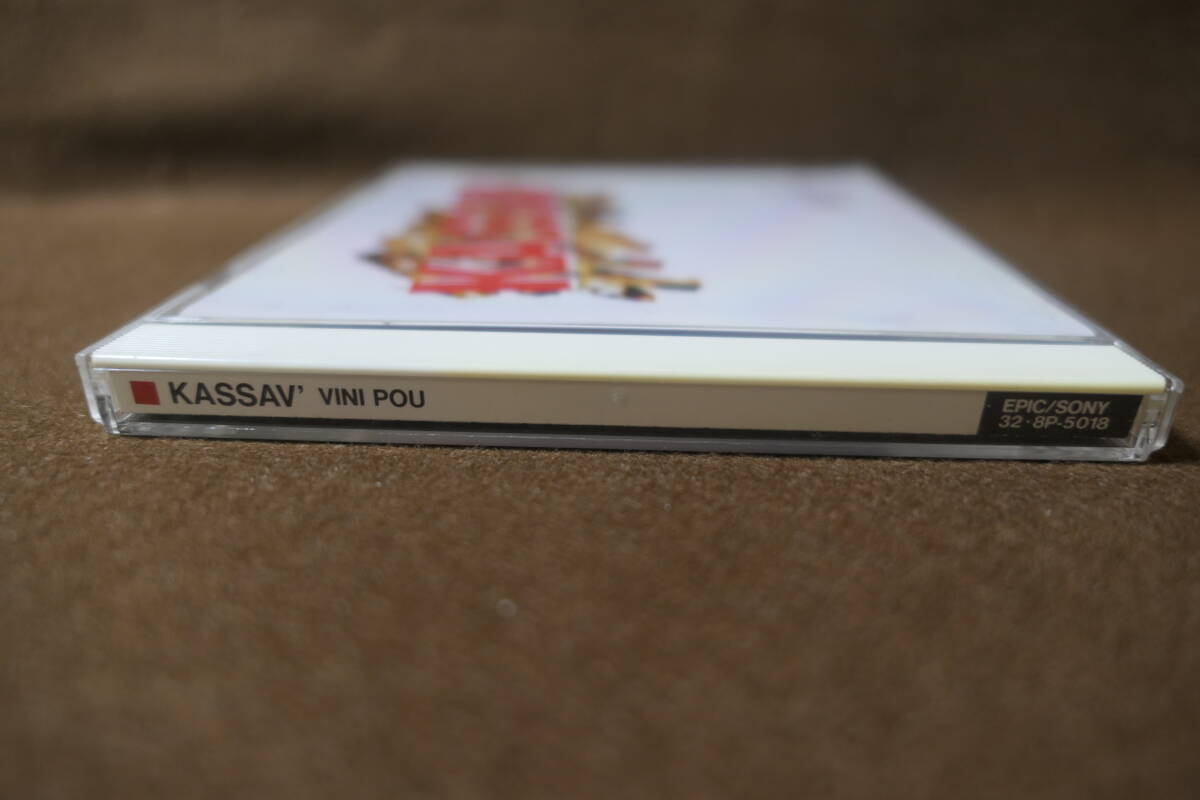 KASSAV’ VINI POU
EPIC/SONY
32・8P-5018